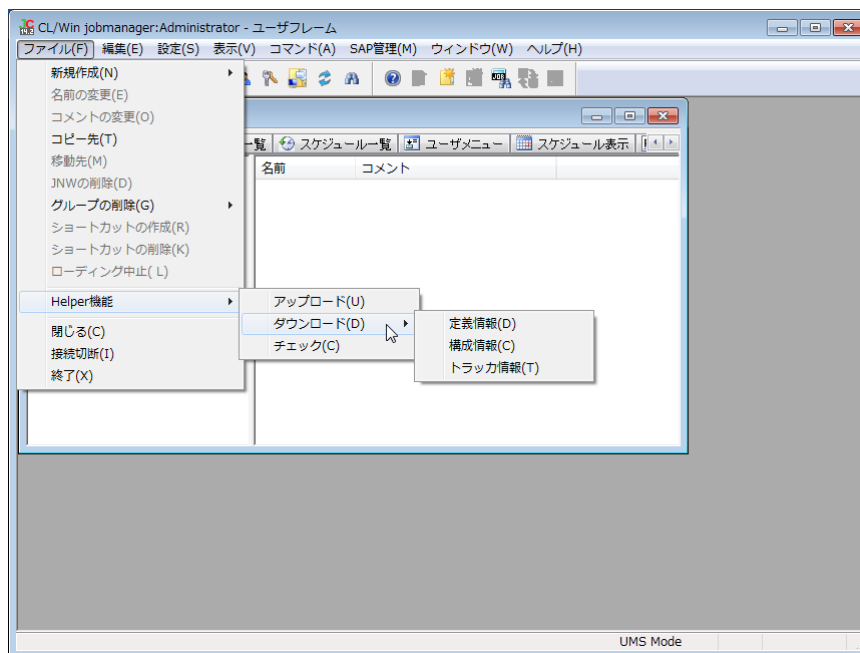 CL/Win jobmanager:Administrator - ユーザフレーム
ファイル(F) 編集(E) 設定(S) 表示(V) コマンド(A) SAP管理(M) ウィンドウ(W) ヘルプ(H)
新規作成(N)
名前の変更(E)
コメントの変更(O)
コピー先(T)
移動先(M)
JNWの削除(D)
グループの削除(G)
ショートカットの作成(R)
ショートカットの削除(K)
ローディング中止( L)
Helper機能
閉じる(C)
接続切断(I)
終了(X)
一覧 スケジュール一覧 ユーザメニュー スケジュール表示
名前 コメント
アップロード(U)
ダウンロード(D)
チェック(C)
定義情報(D)
構成情報(C)
トラッカ情報(T)
UMS Mode